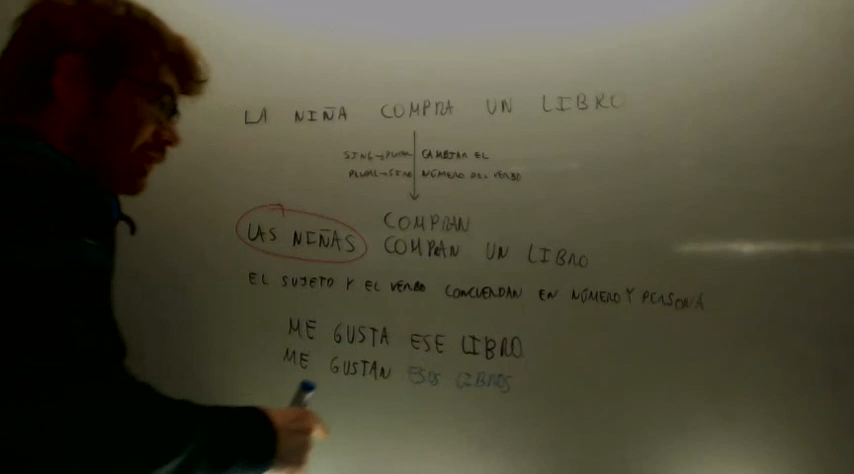 LA NIÑA COMPRA UN LIBRO
SING→PLURAL CAMBIAR EL
PLURAL→SING NÚMERO DEL VERBO
COMPRAN
LAS NIÑAS COMPRAN UN LIBRO
EL SUJETO Y EL VERBO CONCUERDAN EN NÚMERO Y PERSONA
ME GUSTA ESE LIBRO
ME GUSTAN ESOS LIBROS